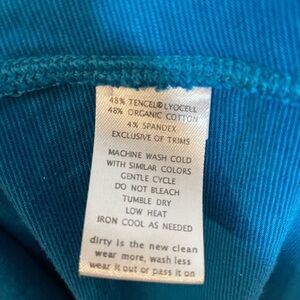 48% TENCEL® LYOCELL
48% ORGANIC COTTON
4% SPANDEX
EXCLUSIVE OF TRIMS
MACHINE WASH COLD
WITH SIMILAR COLORS
GENTLE CYCLE
DO NOT BLEACH
TUMBLE DRY
LOW HEAT
IRON COOL AS NEEDED
dirty is the new clean
wear more, wash less
wear it out or pass it on